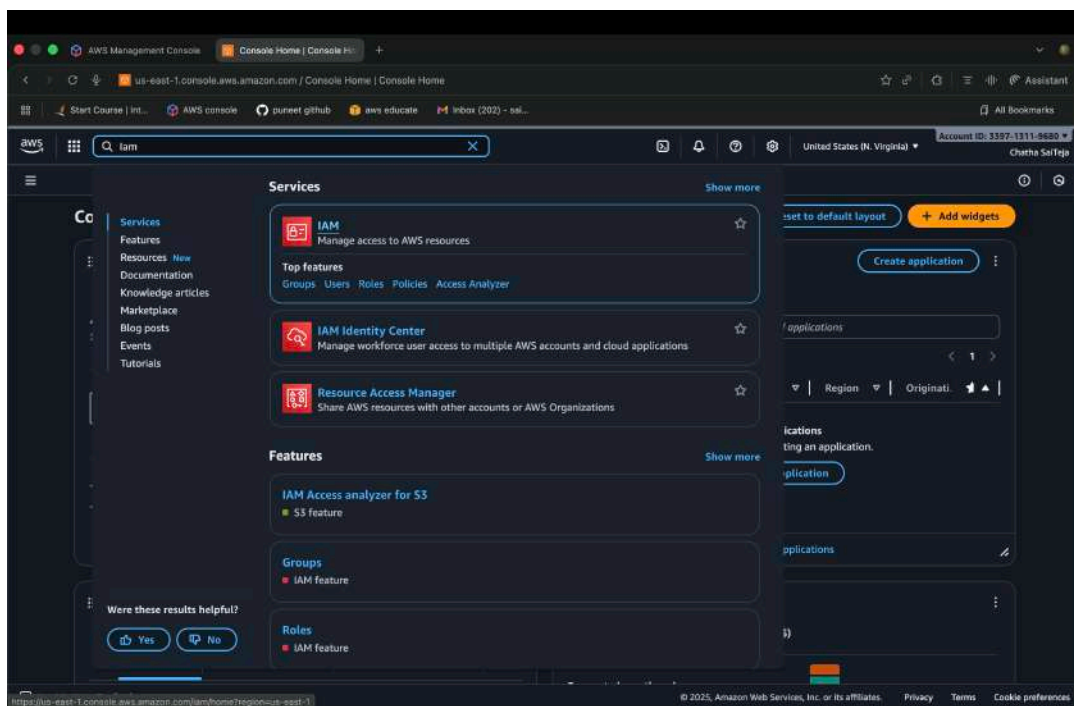 AWS Management Console
Console Home | Console Ho
us-east-1.console.aws.amazon.com / Console Home | Console Home
Assistant
Start Course | Int...
AWS console
puneet github
aws educate
Inbox (202) - sai...
All Bookmarks
aws
Iam
United States (N. Virginia)
Account ID: 3397-1311-9680
Chatha SaiTeja
Co
Services
Features
Resources New
Documentation
Knowledge articles
Marketplace
Blog posts
Events
Tutorials
Were these results helpful?
Yes
No
Services
Show more
IAM
Manage access to AWS resources
Top features
Groups Users Roles Policies Access Analyzer
IAM Identity Center
Manage workforce user access to multiple AWS accounts and cloud applications
Resource Access Manager
Share AWS resources with other accounts or AWS Organizations
Features
Show more
IAM Access analyzer for S3
S3 feature
Groups
IAM feature
Roles
IAM feature
eset to default layout
+ Add widgets
Create application
applications
1
Region
Originati.
ications
ting an application.
plication
pplications
https://us-east-1.console.aws.amazon.com/iam/home?region=us-east-1
© 2025, Amazon Web Services, Inc. or its affiliates.
Privacy
Terms
Cookie preferences